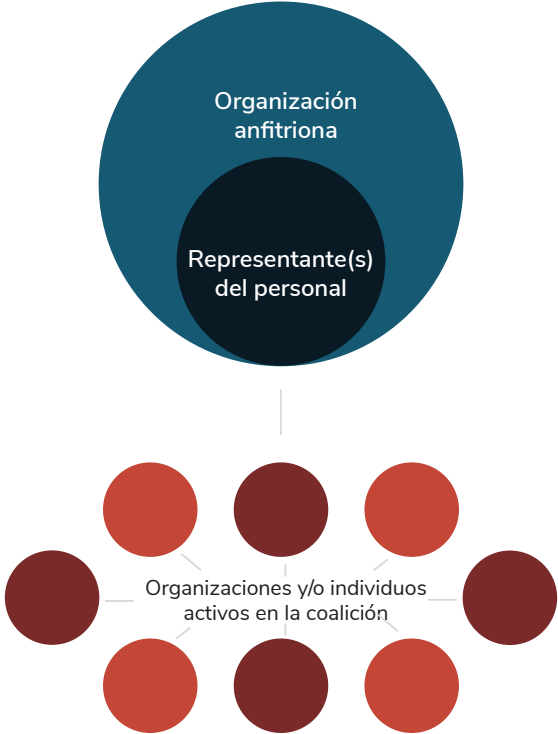 Organización
anfitriona
Representante(s)
del personal
Organizaciones y/o individuos
activos en la coalición